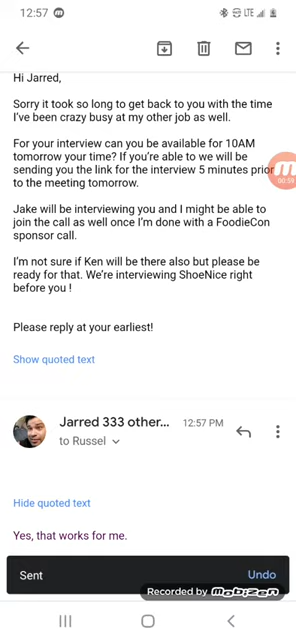 12:57
LTE
Hi Jarred,
Sorry it took so long to get back to you with the time
I've been crazy busy at my other job as well.
For your interview can you be available for 10AM
tomorrow your time? If you're able to we will be
sending you the link for the interview 5 minutes prior
to the meeting tomorrow.
00:59
Jake will be interviewing you and I might be able to
join the call as well once I'm done with a FoodieCon
sponsor call.
I'm not sure if Ken will be there also but please be
ready for that. We're interviewing ShoeNice right
before you !
Please reply at your earliest!
Show quoted text
Jarred 333 other... 12:57 PM
to Russel
Hide quoted text
Yes, that works for me.
Sent Undo
Recorded by Mobizen